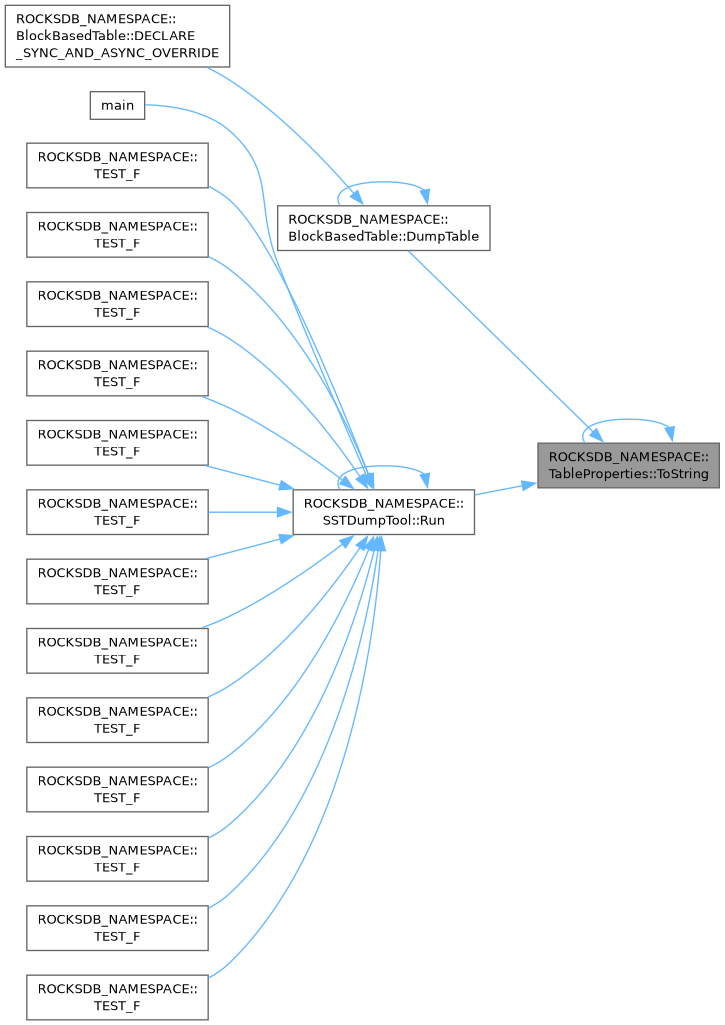 ROCKSDB_NAMESPACE::
BlockBasedTable::DECLARE
_SYNC_AND_ASYNC_OVERRIDE
main
ROCKSDB_NAMESPACE::
TEST_F
ROCKSDB_NAMESPACE::
BlockBasedTable::DumpTable
ROCKSDB_NAMESPACE::
TEST_F
ROCKSDB_NAMESPACE::
TEST_F
ROCKSDB_NAMESPACE::
TEST_F
ROCKSDB_NAMESPACE::
TEST_F
ROCKSDB_NAMESPACE::
TableProperties::ToString
ROCKSDB_NAMESPACE::
TEST_F
ROCKSDB_NAMESPACE::
SSTDumpTool::Run
ROCKSDB_NAMESPACE::
TEST_F
ROCKSDB_NAMESPACE::
TEST_F
ROCKSDB_NAMESPACE::
TEST_F
ROCKSDB_NAMESPACE::
TEST_F
ROCKSDB_NAMESPACE::
TEST_F
ROCKSDB_NAMESPACE::
TEST_F
ROCKSDB_NAMESPACE::
TEST_F